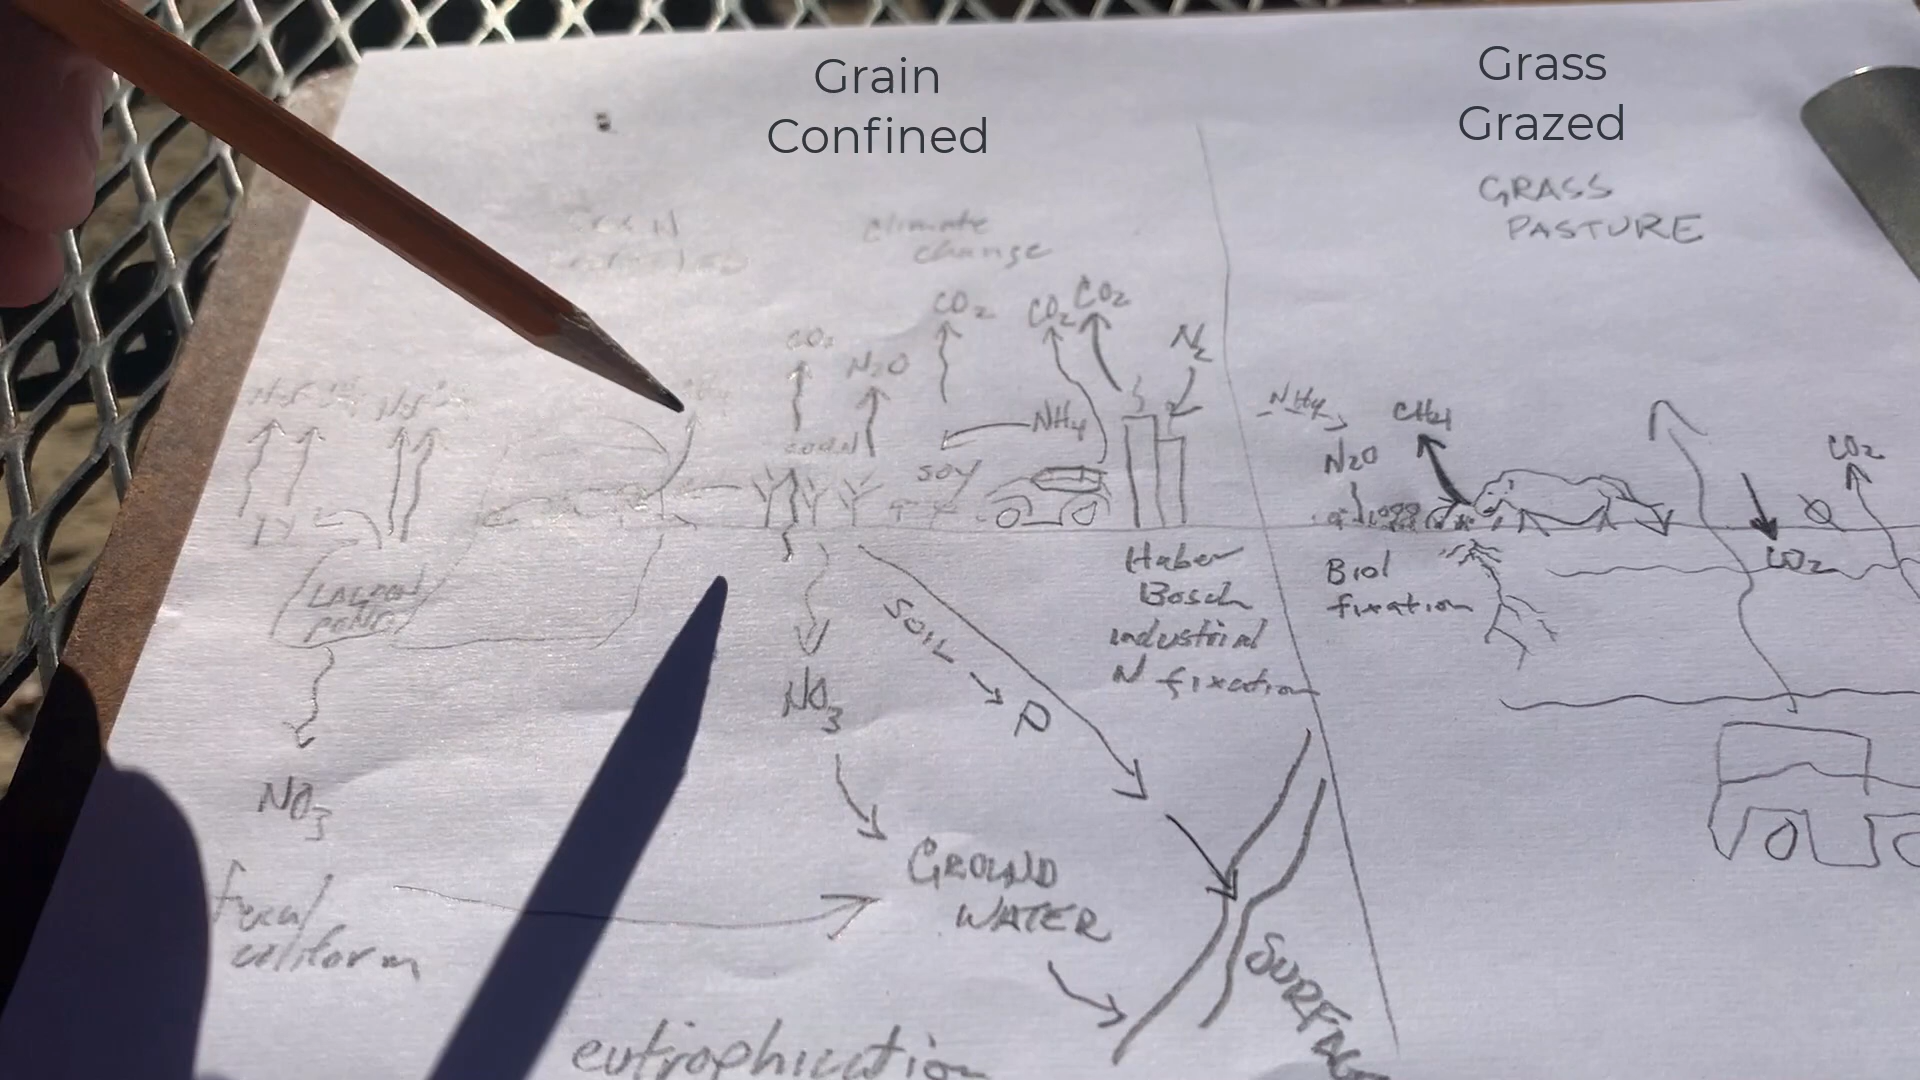 Grain
Confined
Grass
Grazed
GRASS
PASTURE
climate
change
CO2
CO2
CO2
N2
CO2
N2O
NH4
CH4
N2O
CO2
NH4
CORN
SOY
LAGOON
POND
Haber
Bosch
industrial
N fixation
Biol
fixation
CO2
SOIL → P
NO3
NO3
GROUND
WATER
fecal
coliform
SURFACE
eutrophication